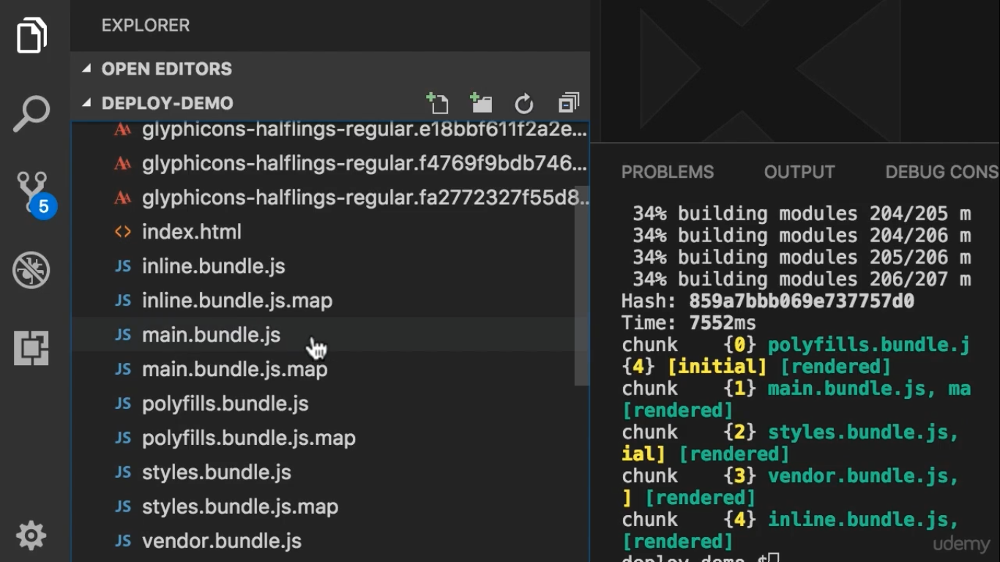 EXPLORER
OPEN EDITORS
DEPLOY-DEMO
glyphicons-halflings-regular.e18bbf611f2a2e...
glyphicons-halflings-regular.f4769f9bdb746...
glyphicons-halflings-regular.fa2772327f55d8...
index.html
JS inline.bundle.js
JS inline.bundle.js.map
JS main.bundle.js
JS main.bundle.js.map
JS polyfills.bundle.js
JS polyfills.bundle.js.map
JS styles.bundle.js
JS styles.bundle.js.map
JS vendor.bundle.js
5
PROBLEMS OUTPUT DEBUG CONS
34% building modules 204/205 m
34% building modules 204/206 m
34% building modules 205/206 m
34% building modules 206/207 m
Hash: 859a7bbb069e737757d0
Time: 7552ms
chunk {0} polyfills.bundle.j
{4} [initial] [rendered]
chunk {1} main.bundle.js, ma
[rendered]
chunk {2} styles.bundle.js,
ial] [rendered]
chunk {3} vendor.bundle.js,
] [rendered]
chunk {4} inline.bundle.js,
[rendered]
deploy-demo $
udemy